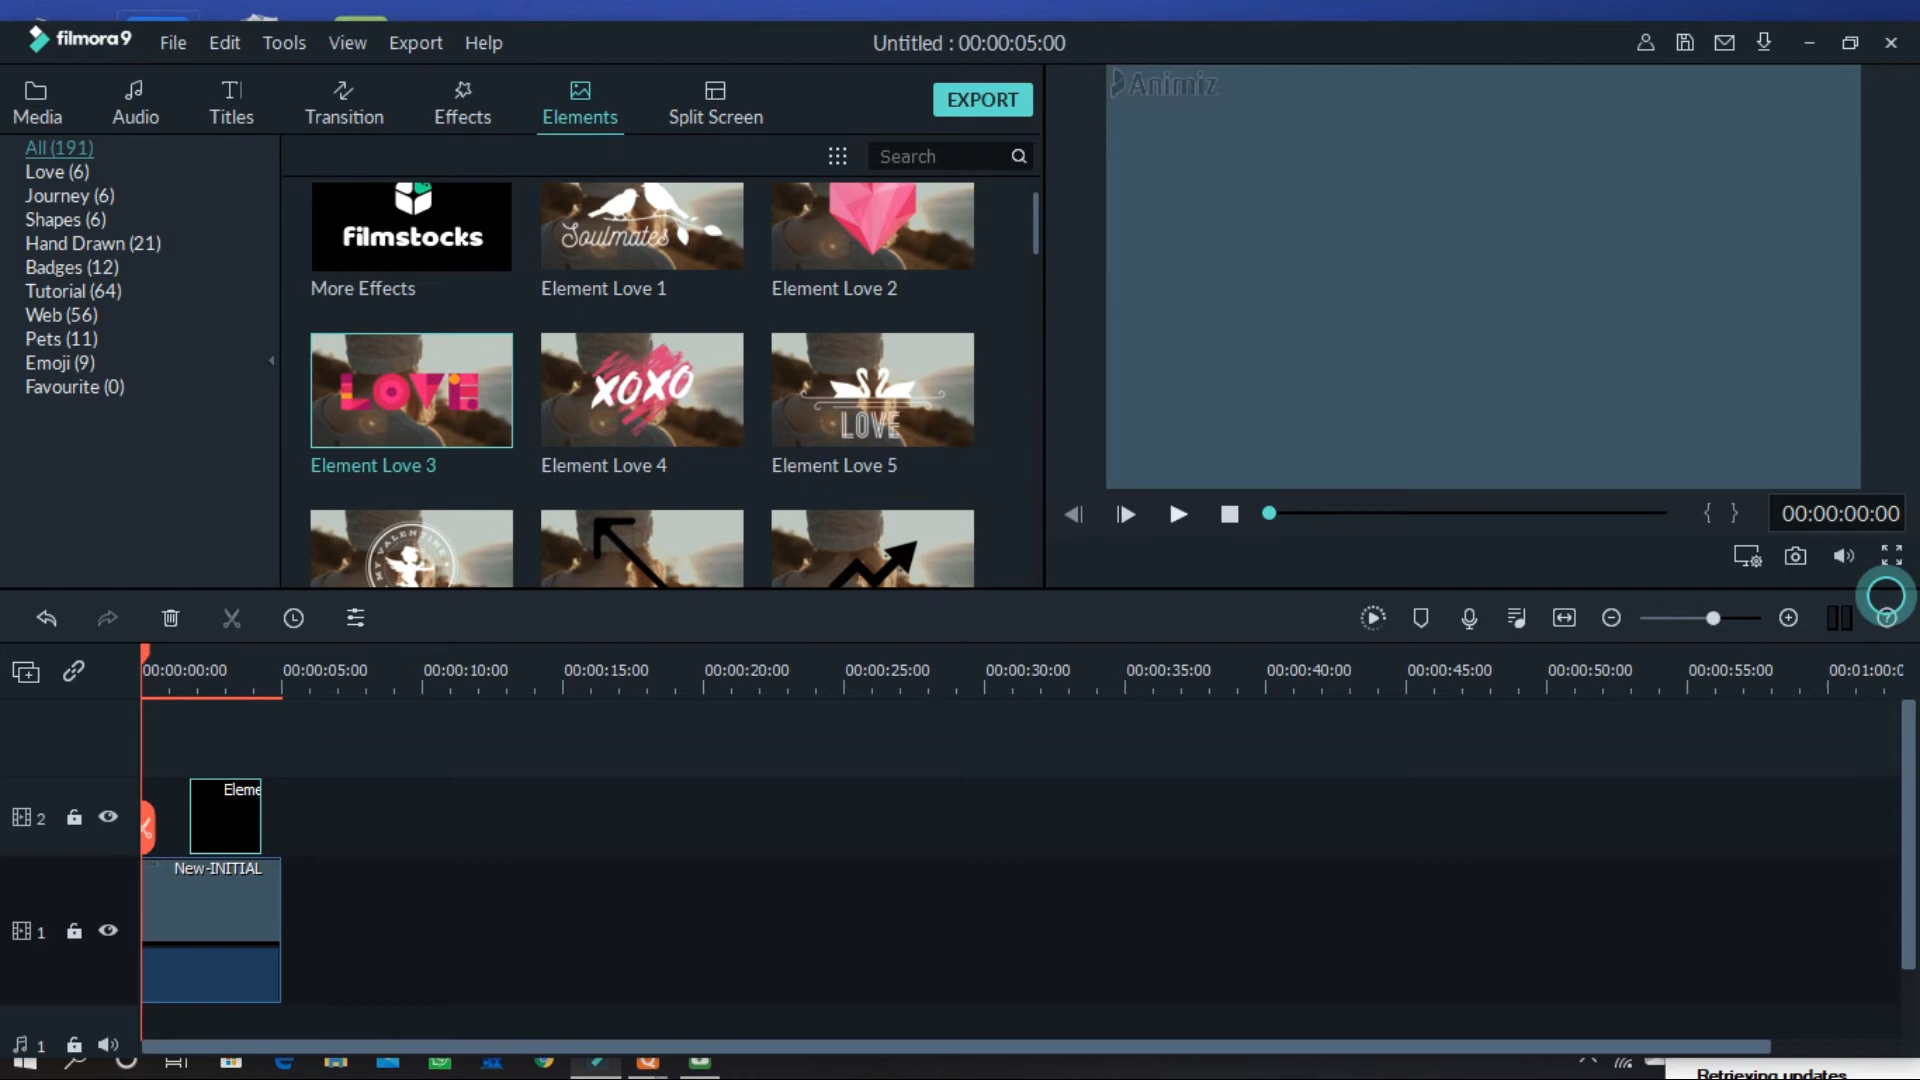 filmora9 File Edit Tools View Export Help Untitled : 00:00:05:00
Animiz
Media Audio Titles Transition Effects Elements Split Screen EXPORT
All (191)
Love (6)
Journey (6)
Shapes (6)
Hand Drawn (21)
Badges (12)
Tutorial (64)
Web (56)
Pets (11)
Emoji (9)
Favourite (0)
Search
filmstocks
Soulmates
More Effects Element Love 1 Element Love 2
LOVE
XOXO
LOVE
Element Love 3 Element Love 4 Element Love 5
MY VALENTINE
{ } 00:00:00:00
00:00:00:00 00:00:05:00 00:00:10:00 00:00:15:00 00:00:20:00 00:00:25:00 00:00:30:00 00:00:35:00 00:00:40:00 00:00:45:00 00:00:50:00 00:00:55:00 00:01:00:0
2 Eleme
New-INITIAL
1
1
Retrieving updates